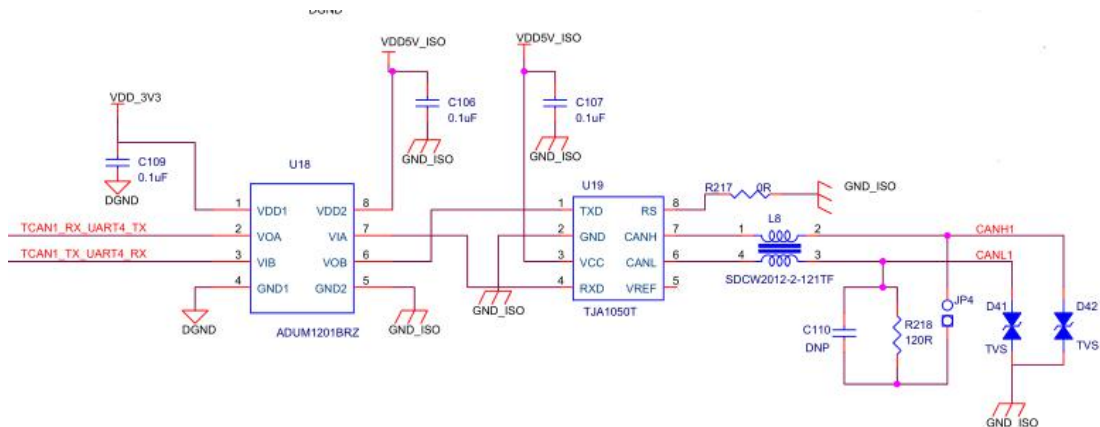 DGND
VDD5V_ISO
VDD5V_ISO
VDD_3V3
C106
0.1uF
C107
0.1uF
C109
0.1uF
GND_ISO
GND_ISO
DGND
U18
U19
R217 0R
GND_ISO
L8
1 VDD1 VDD2 8
2 VOA VIA 7
3 VIB VOB 6
4 GND1 GND2 5
TCAN1_RX_UART4_TX
TCAN1_TX_UART4_RX
1 TXD RS 8
2 GND CANH 7
3 VCC CANL 6
4 RXD VREF 5
1 2
4 3
CANH1
CANL1
SDCW2012-2-121TF
DGND
ADUM1201BRZ
GND_ISO
GND_ISO
TJA1050T
C110
DNP
R218
120R
JP4
D41
TVS
D42
TVS
GND_ISO